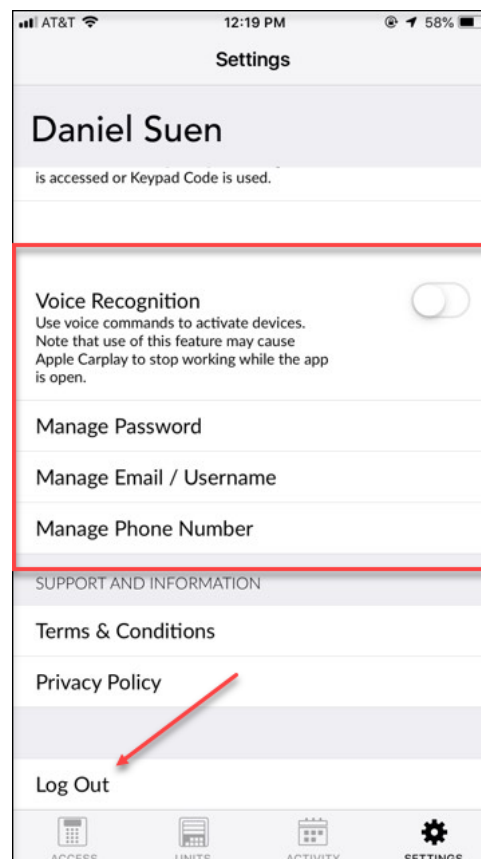 AT&T 12:19 PM 58%
Settings
Daniel Suen
is accessed or Keypad Code is used.
Voice Recognition
Use voice commands to activate devices.
Note that use of this feature may cause
Apple Carplay to stop working while the app
is open.
Manage Password
Manage Email / Username
Manage Phone Number
SUPPORT AND INFORMATION
Terms & Conditions
Privacy Policy
Log Out
ACCESS UNITS ACTIVITY SETTINGS